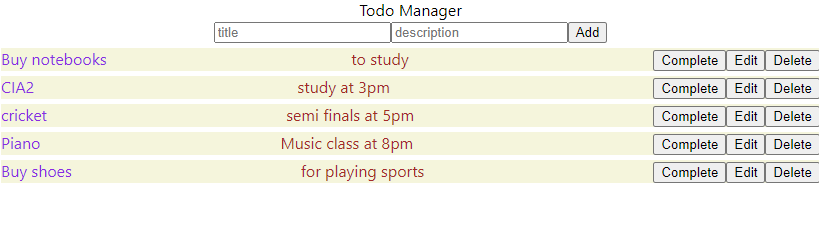 Todo Manager
title description Add
Buy notebooks to study Complete Edit Delete
CIA2 study at 3pm Complete Edit Delete
cricket semi finals at 5pm Complete Edit Delete
Piano Music class at 8pm Complete Edit Delete
Buy shoes for playing sports Complete Edit Delete